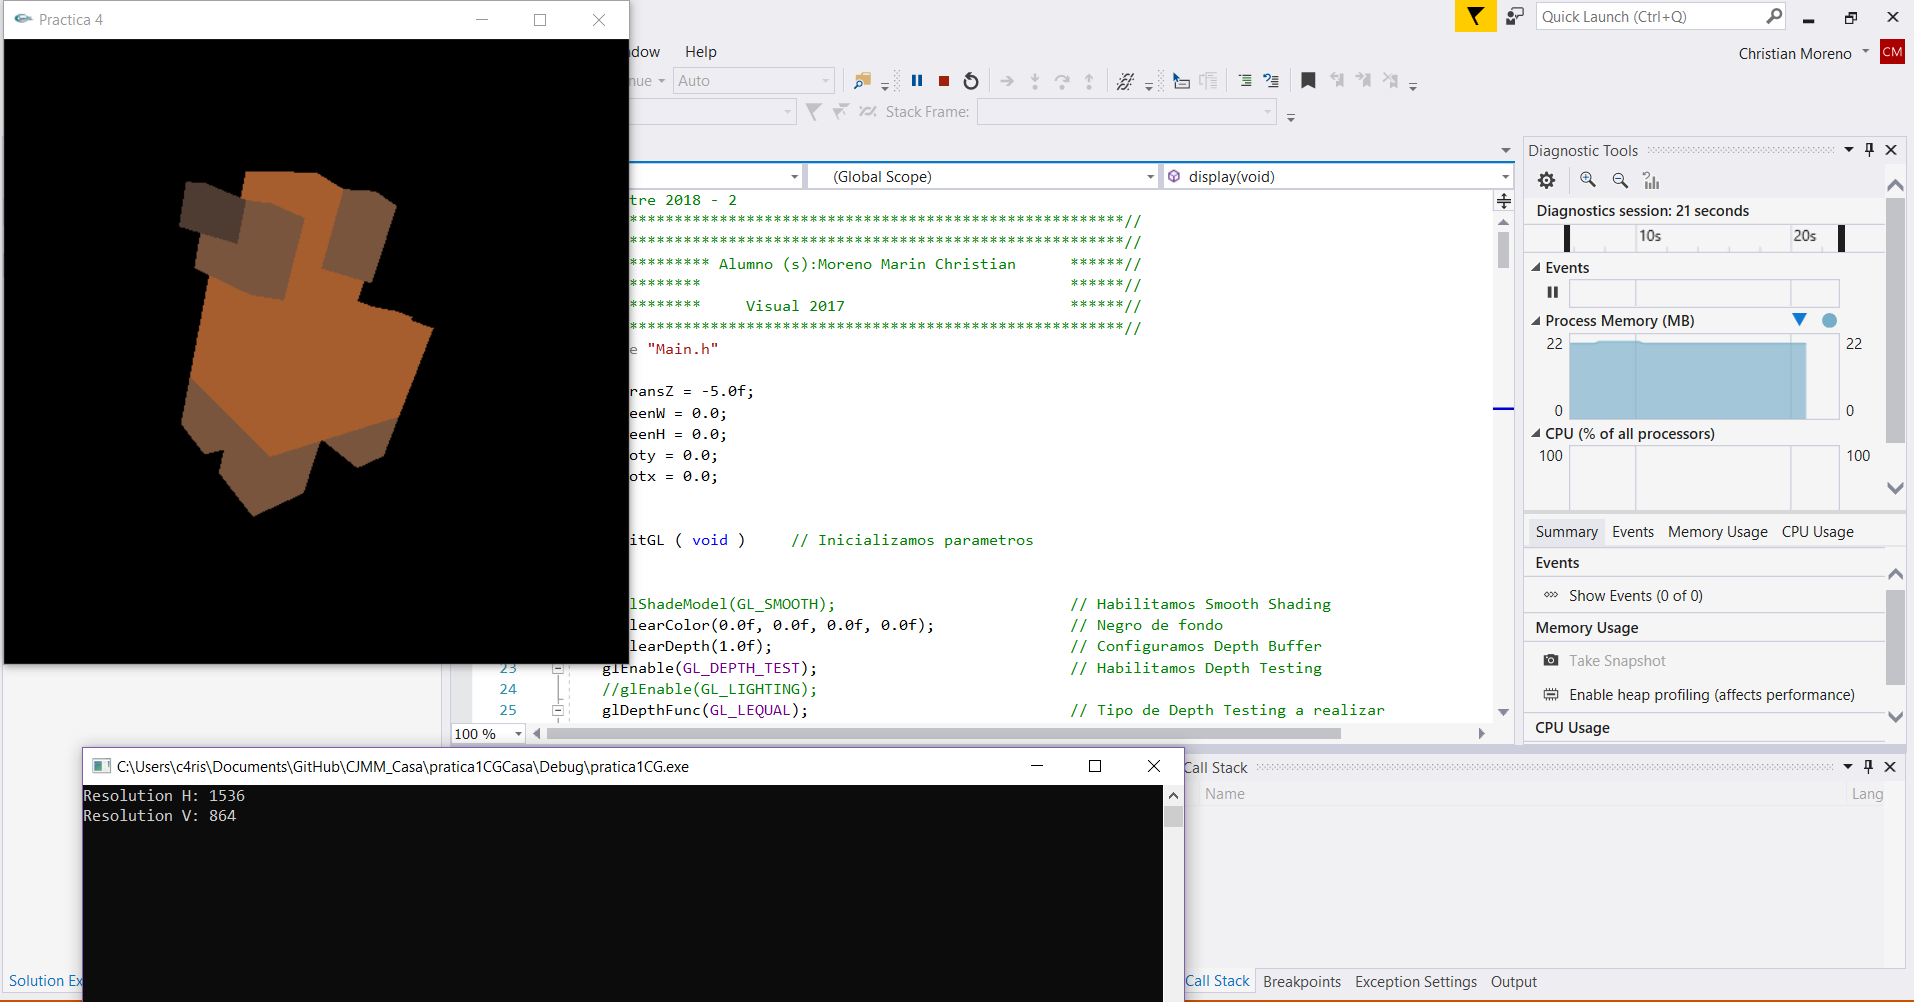 Practica 4
Quick Launch (Ctrl+Q)
dow Help
Christian Moreno CM
nue Auto
Stack Frame:
(Global Scope) display(void)
tre 2018 - 2
*******************************************************//
*******************************************************//
********* Alumno (s):Moreno Marin Christian ******//
******** ******//
******** Visual 2017 ******//
*******************************************************//
e "Main.h"
ransZ = -5.0f;
eenW = 0.0;
eenH = 0.0;
oty = 0.0;
otx = 0.0;
itGL ( void ) // Inicializamos parametros
lShadeModel(GL_SMOOTH); // Habilitamos Smooth Shading
learColor(0.0f, 0.0f, 0.0f, 0.0f); // Negro de fondo
learDepth(1.0f); // Configuramos Depth Buffer
23 glEnable(GL_DEPTH_TEST); // Habilitamos Depth Testing
24 //glEnable(GL_LIGHTING);
25 glDepthFunc(GL_LEQUAL); // Tipo de Depth Testing a realizar
100 %
Diagnostic Tools
Diagnostics session: 21 seconds
10s 20s
Events
Process Memory (MB)
22 22
0 0
CPU (% of all processors)
100 100
Summary Events Memory Usage CPU Usage
Events
Show Events (0 of 0)
Memory Usage
Take Snapshot
Enable heap profiling (affects performance)
CPU Usage
C:\Users\c4ris\Documents\GitHub\CJMM_Casa\pratica1CGCasa\Debug\pratica1CG.exe
Resolution H: 1536
Resolution V: 864
Call Stack
Name Lang
Solution Ex
Call Stack Breakpoints Exception Settings Output